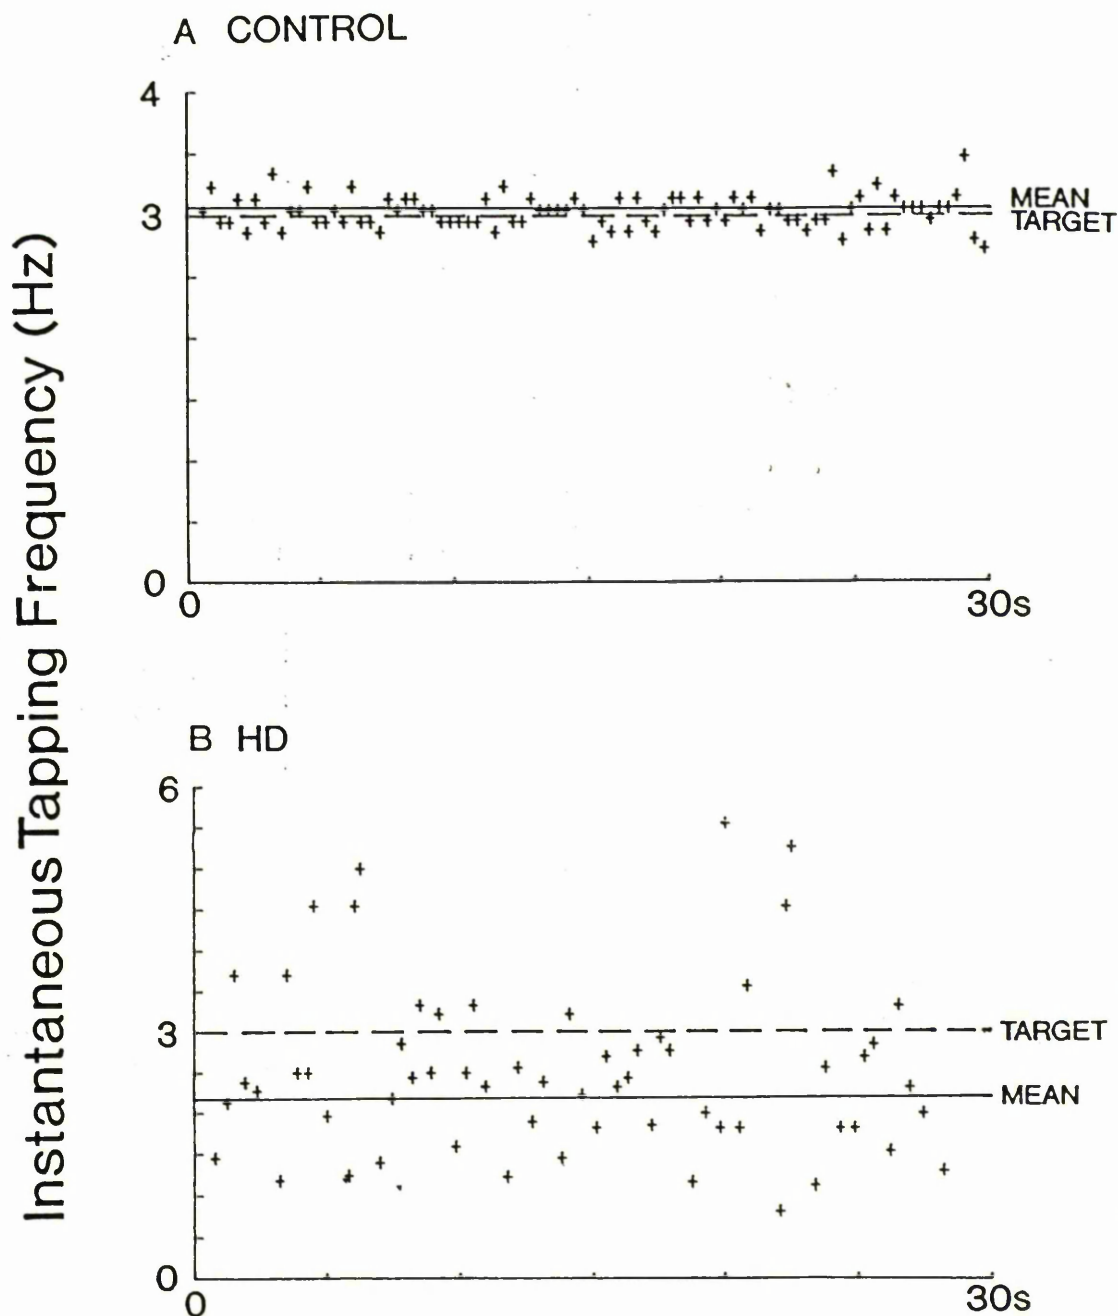 A CONTROL
4
3
0
0
30s
MEAN
TARGET
Instantaneous Tapping Frequency (Hz)
B HD
6
3
0
0
30s
TARGET
MEAN